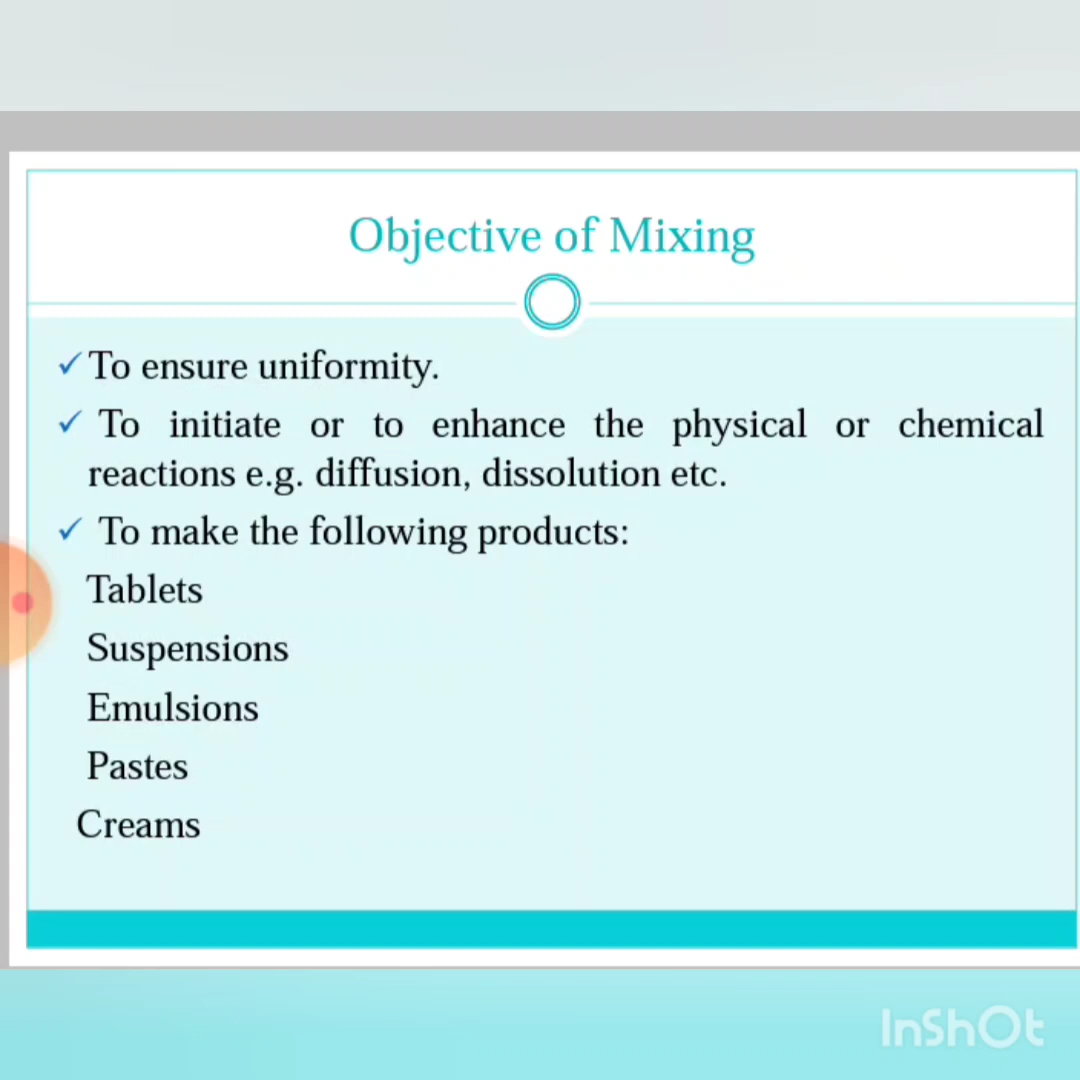 Objective of Mixing
To ensure uniformity.
To initiate or to enhance the physical or chemical
reactions e.g. diffusion, dissolution etc.
To make the following products:
Tablets
Suspensions
Emulsions
Pastes
Creams
InShOt